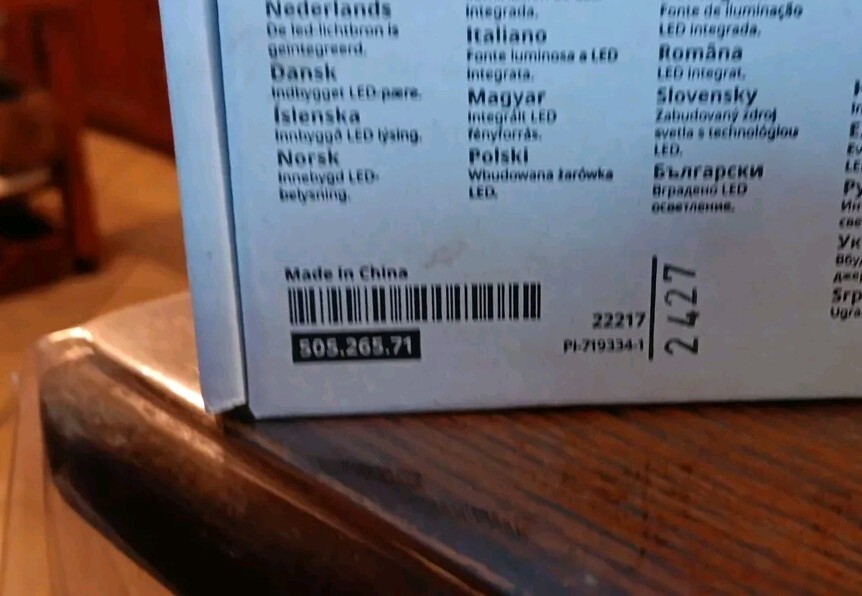 Nederlands
De led-lichtbron is
geïntegreerd.
Dansk
Indbygget LED-pære.
Íslenska
Innbyggð LED lýsing.
Norsk
Innebygd LED-
belysning.
Integrada.
Italiano
Fonte luminosa a LED
integrata.
Magyar
Integrált LED
fényforrás.
Polski
Wbudowana żarówka
LED.
Fonte de iluminação
LED integrada.
Română
LED integrat.
Slovensky
Zabudovaný zdroj
svetla s technológiou
LED.
Български
Вградено LED
осветление.
Made in China
505.265.71
22217
PI-719334-1
2427